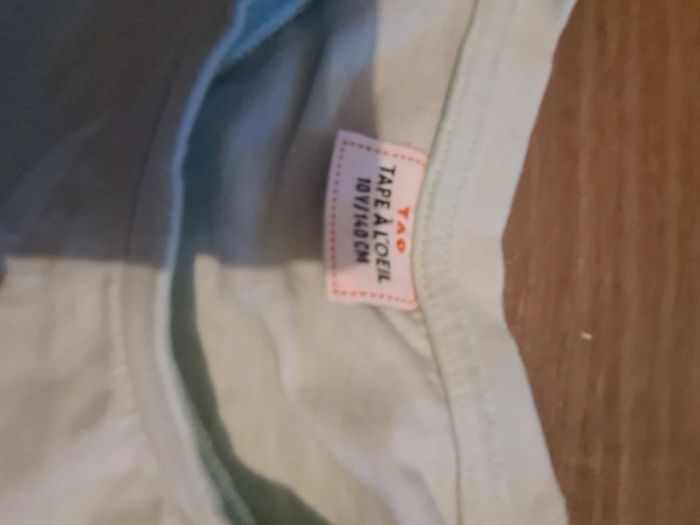 TAO
TAPE À L'OEIL
10Y/140CM